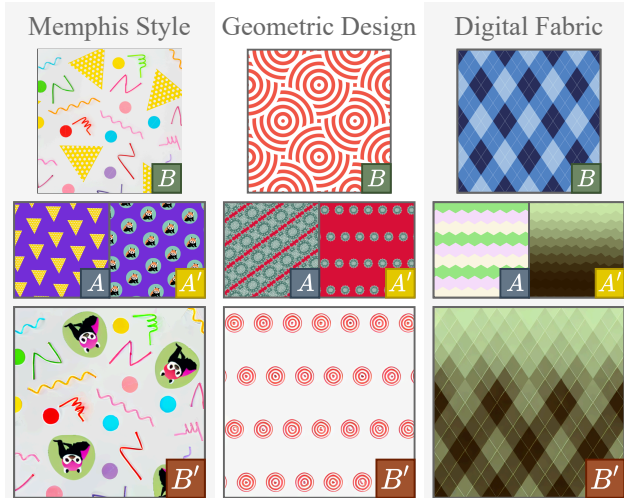 Memphis Style
Geometric Design
Digital Fabric
B
B
B
A
A′
A
A′
A
A′
B′
B′
B′